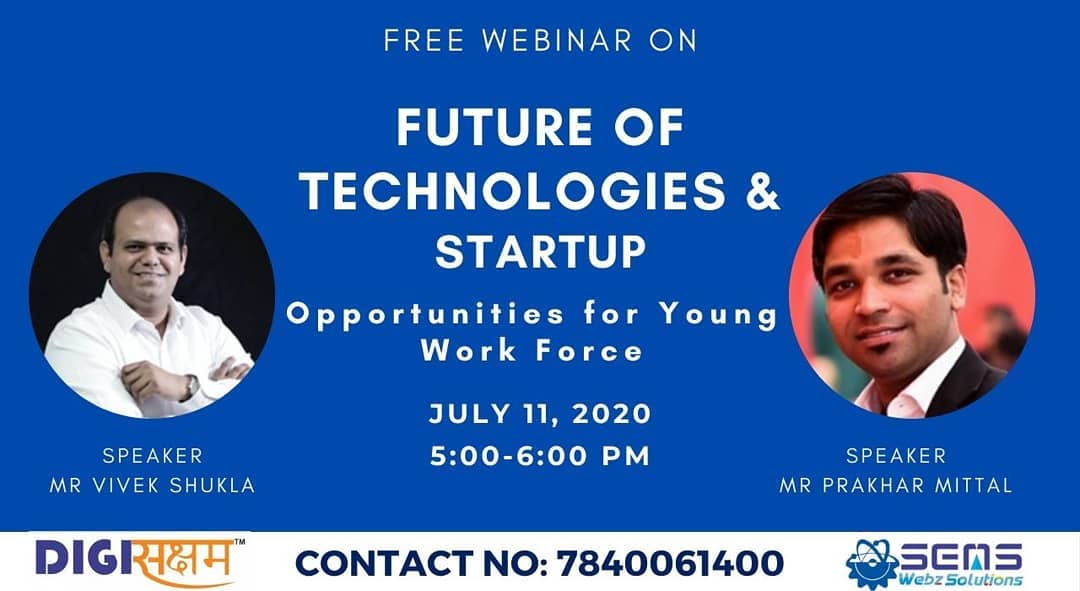 FREE WEBINAR ON
FUTURE OF
TECHNOLOGIES &
STARTUP
Opportunities for Young
Work Force
JULY 11, 2020
5:00-6:00 PM
SPEAKER
MR VIVEK SHUKLA
SPEAKER
MR PRAKHAR MITTAL
DIGIसक्षम™
CONTACT NO: 7840061400
SEMS
Webz Solutions